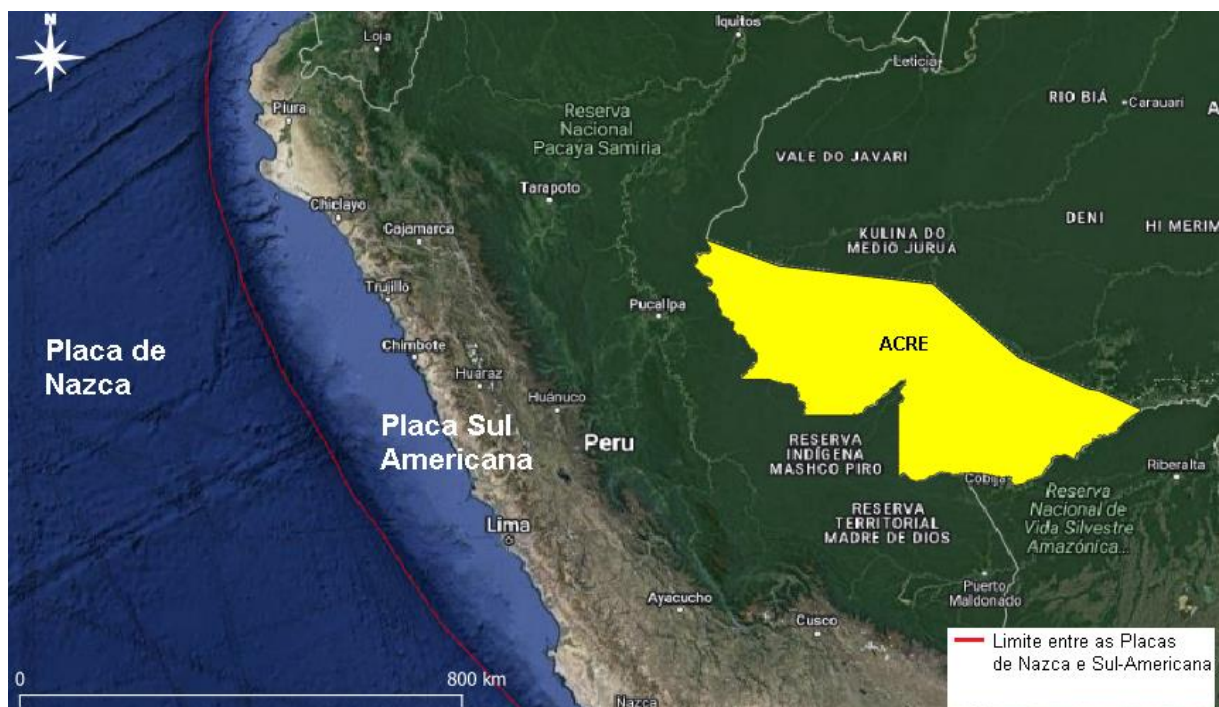 N
Loja
Iquitos
Leticia
RIO BIÁ
Carauari
A
Piura
Reserva
Nacional
Pacaya Samiria
VALE DO JAVARI
Tarapoto
Chiclayo
Cajamarca
KULINA DO
MEDIO JURUÁ
DENI
HI MERIM
Trujillo
Pucallpa
Placa de
Nazca
Chimbote
ACRE
Huaraz
Huánuco
Placa Sul
Americana
Peru
RESERVA
INDÍGENA
MASHCO PIRO
Cobija
Riberalta
Reserva
Nacional de
Vida Silvestre
Amazónica...
Lima
RESERVA
TERRITORIAL
MADRE DE DIOS
Puerto
Maldonado
Ayacucho
Cusco
Limite entre as Placas
de Nazca e Sul-Americana
0
800 km
Nazca